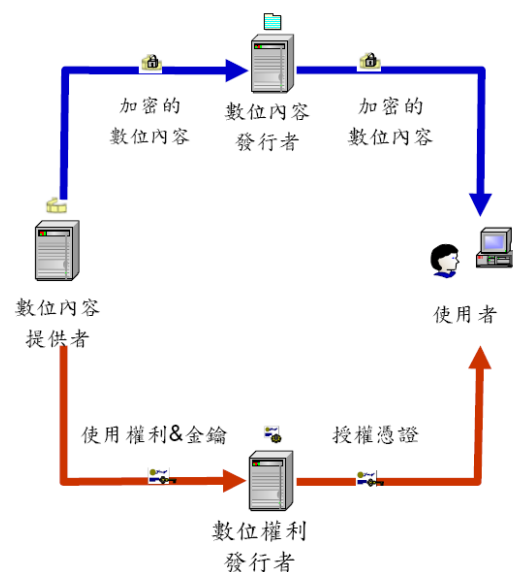 加密的
數位內容
數位內容
發行者
加密的
數位內容
數位內容
提供者
使用者
使用權利&金鑰
授權憑證
數位權利
發行者